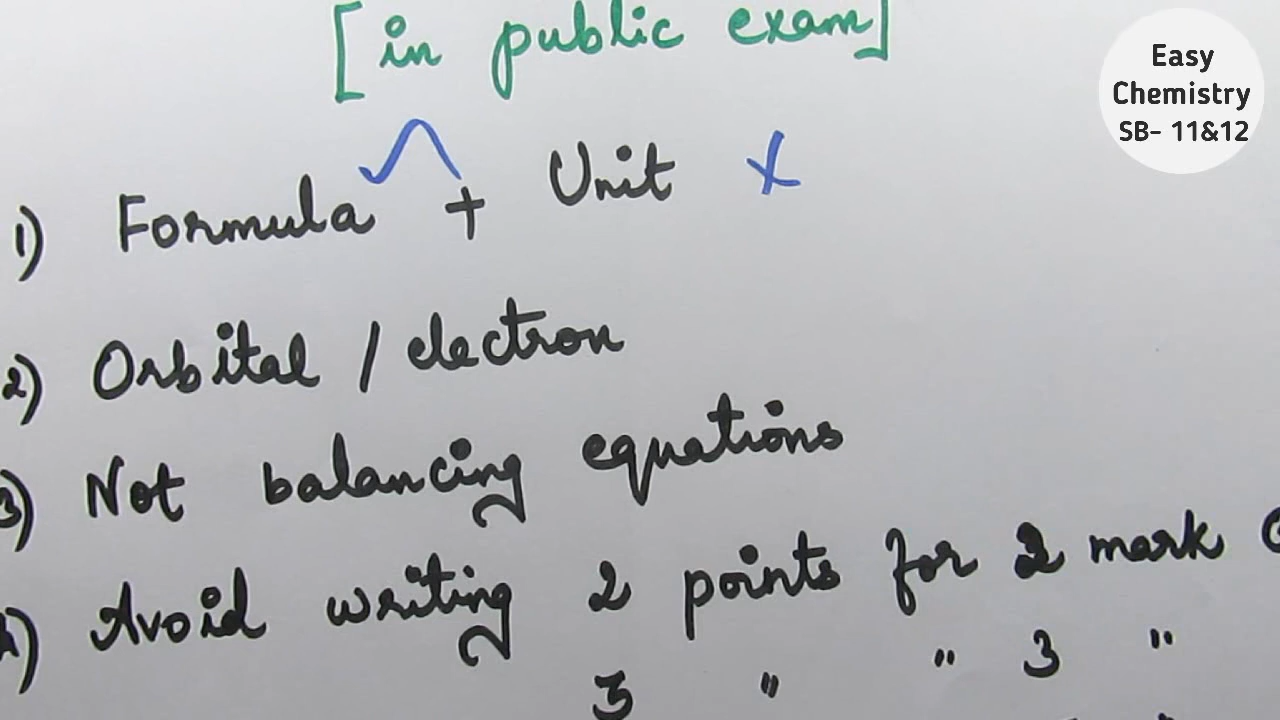 [in public exam]
Easy
Chemistry
SB- 11&12
1) Formula + Unit x
2) Orbital / electron
3) Not balancing equations
4) Avoid writing 2 points for 2 mark
3 " " 3 "